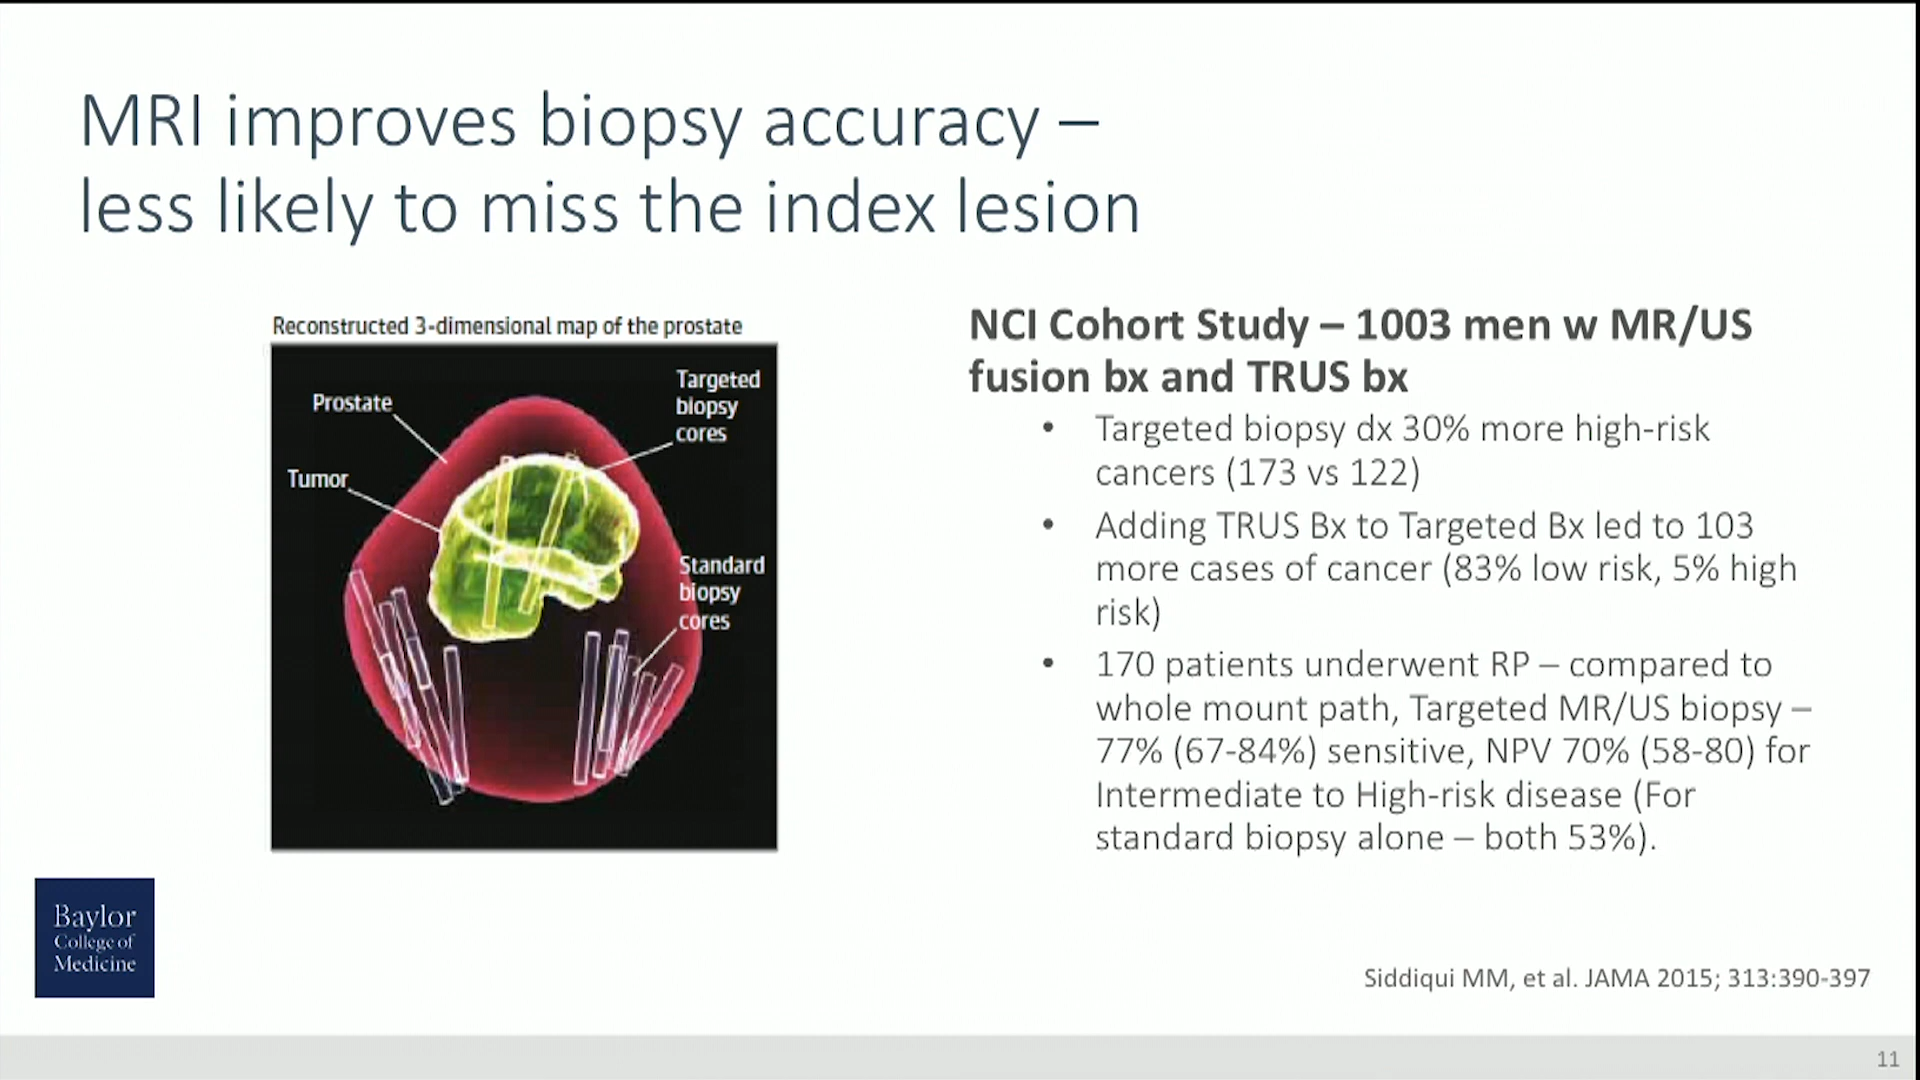 MRI improves biopsy accuracy –
less likely to miss the index lesion
Reconstructed 3-dimensional map of the prostate
Prostate
Tumor
Targeted
biopsy
cores
Standard
biopsy
cores
NCI Cohort Study – 1003 men w MR/US
fusion bx and TRUS bx
• Targeted biopsy dx 30% more high-risk
cancers (173 vs 122)
• Adding TRUS Bx to Targeted Bx led to 103
more cases of cancer (83% low risk, 5% high
risk)
• 170 patients underwent RP – compared to
whole mount path, Targeted MR/US biopsy –
77% (67-84%) sensitive, NPV 70% (58-80) for
Intermediate to High-risk disease (For
standard biopsy alone – both 53%).
Baylor
College of
Medicine
Siddiqui MM, et al. JAMA 2015; 313:390-397
11